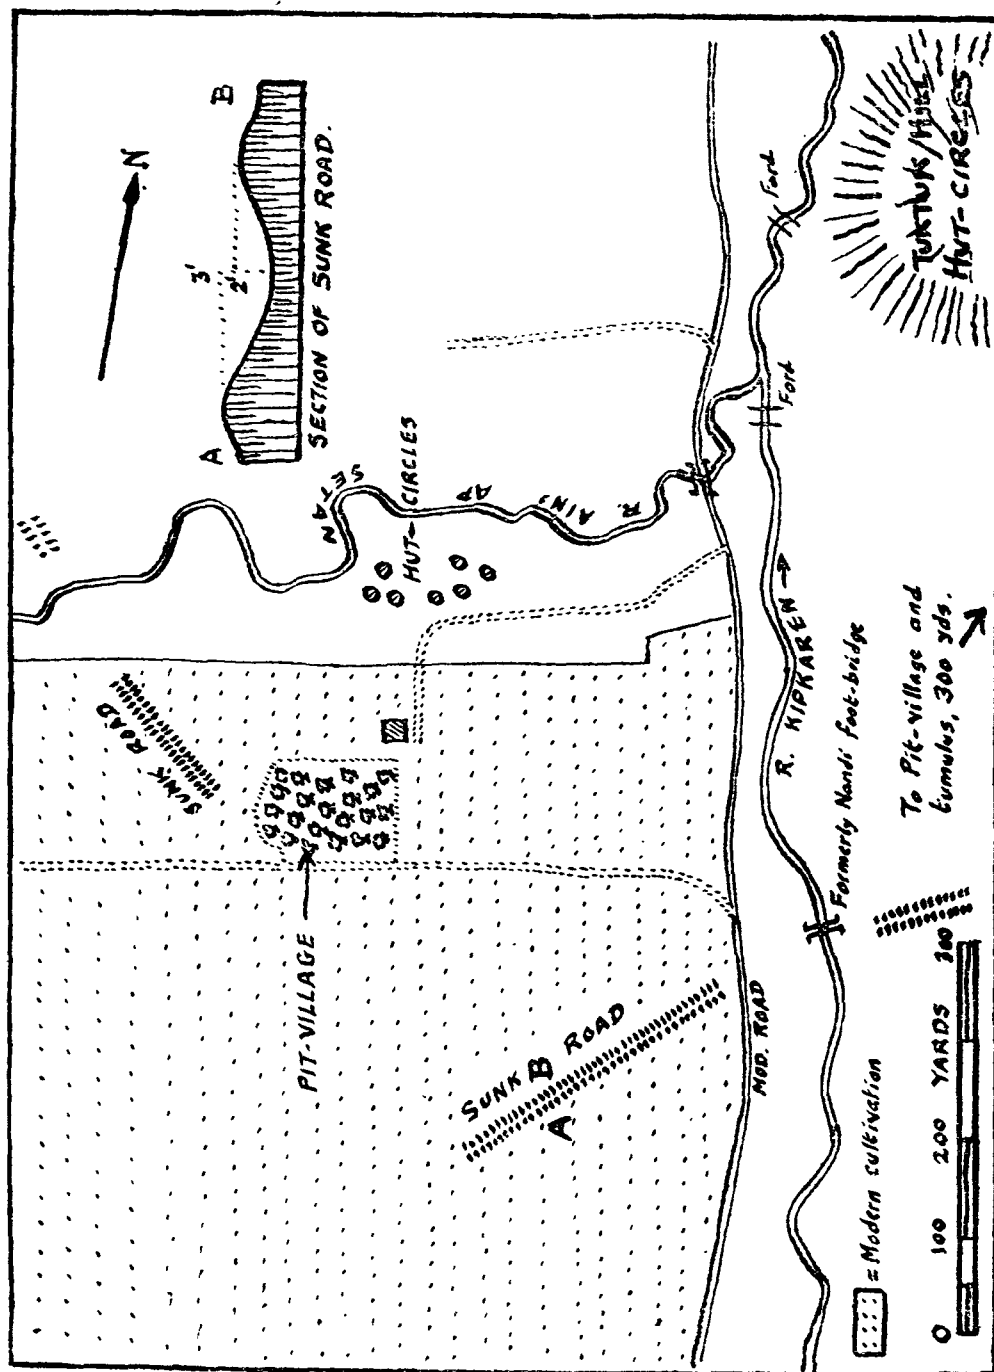 N
A
B
3'
2'
SECTION OF SUNK ROAD.
SUNK ROAD
PIT-VILLAGE
HUT-CIRCLES
R. AIN' AP SETAN
SUNK ROAD
A
B
MOD. ROAD
R. KIPKAREN
Ford
Ford
Formerly Nandi Foot-bridge
To Pit-village and
tumulus, 300 yds.
HUT-CIRCLES
= Modern cultivation
0 100 200 YARDS 300